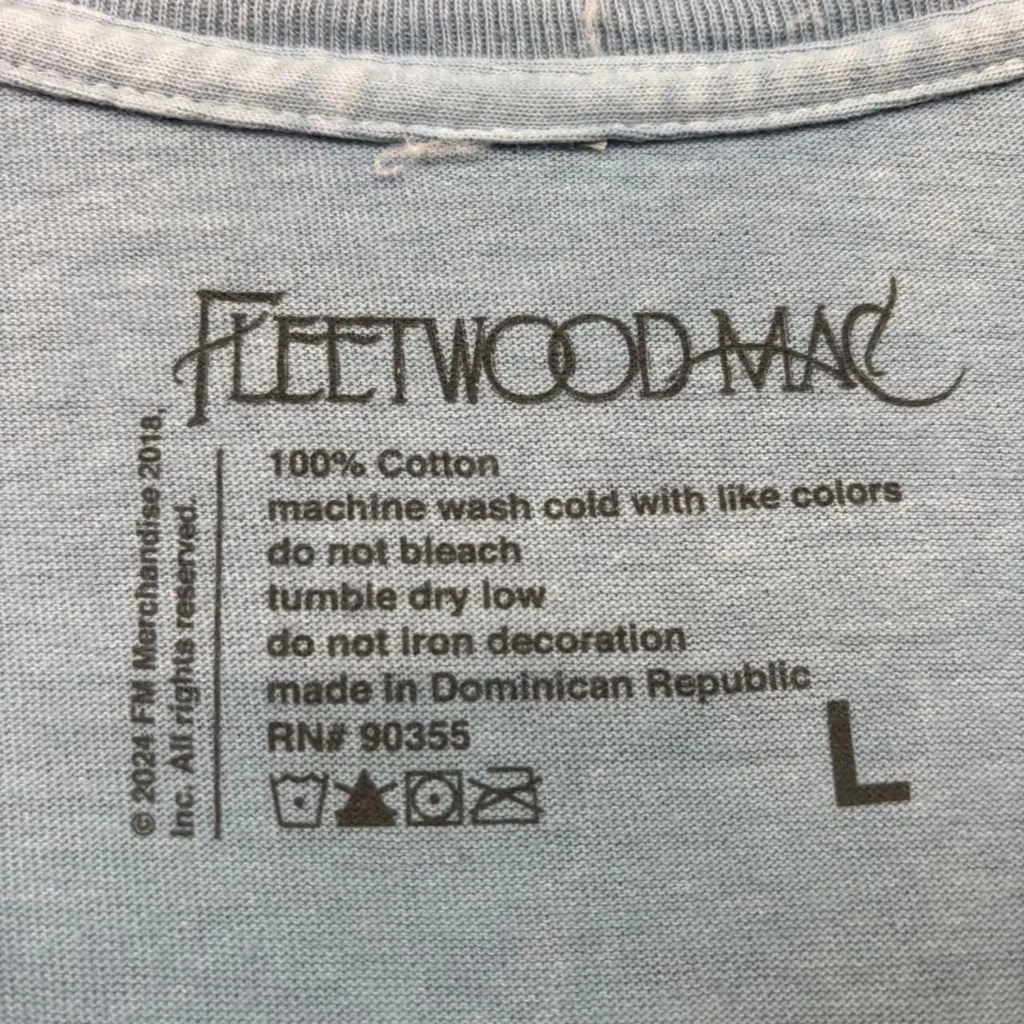 FLEETWOOD MAC
© 2024 FM Merchandise 2018,
Inc. All rights reserved.
100% Cotton
machine wash cold with like colors
do not bleach
tumble dry low
do not iron decoration
made in Dominican Republic
RN# 90355
L